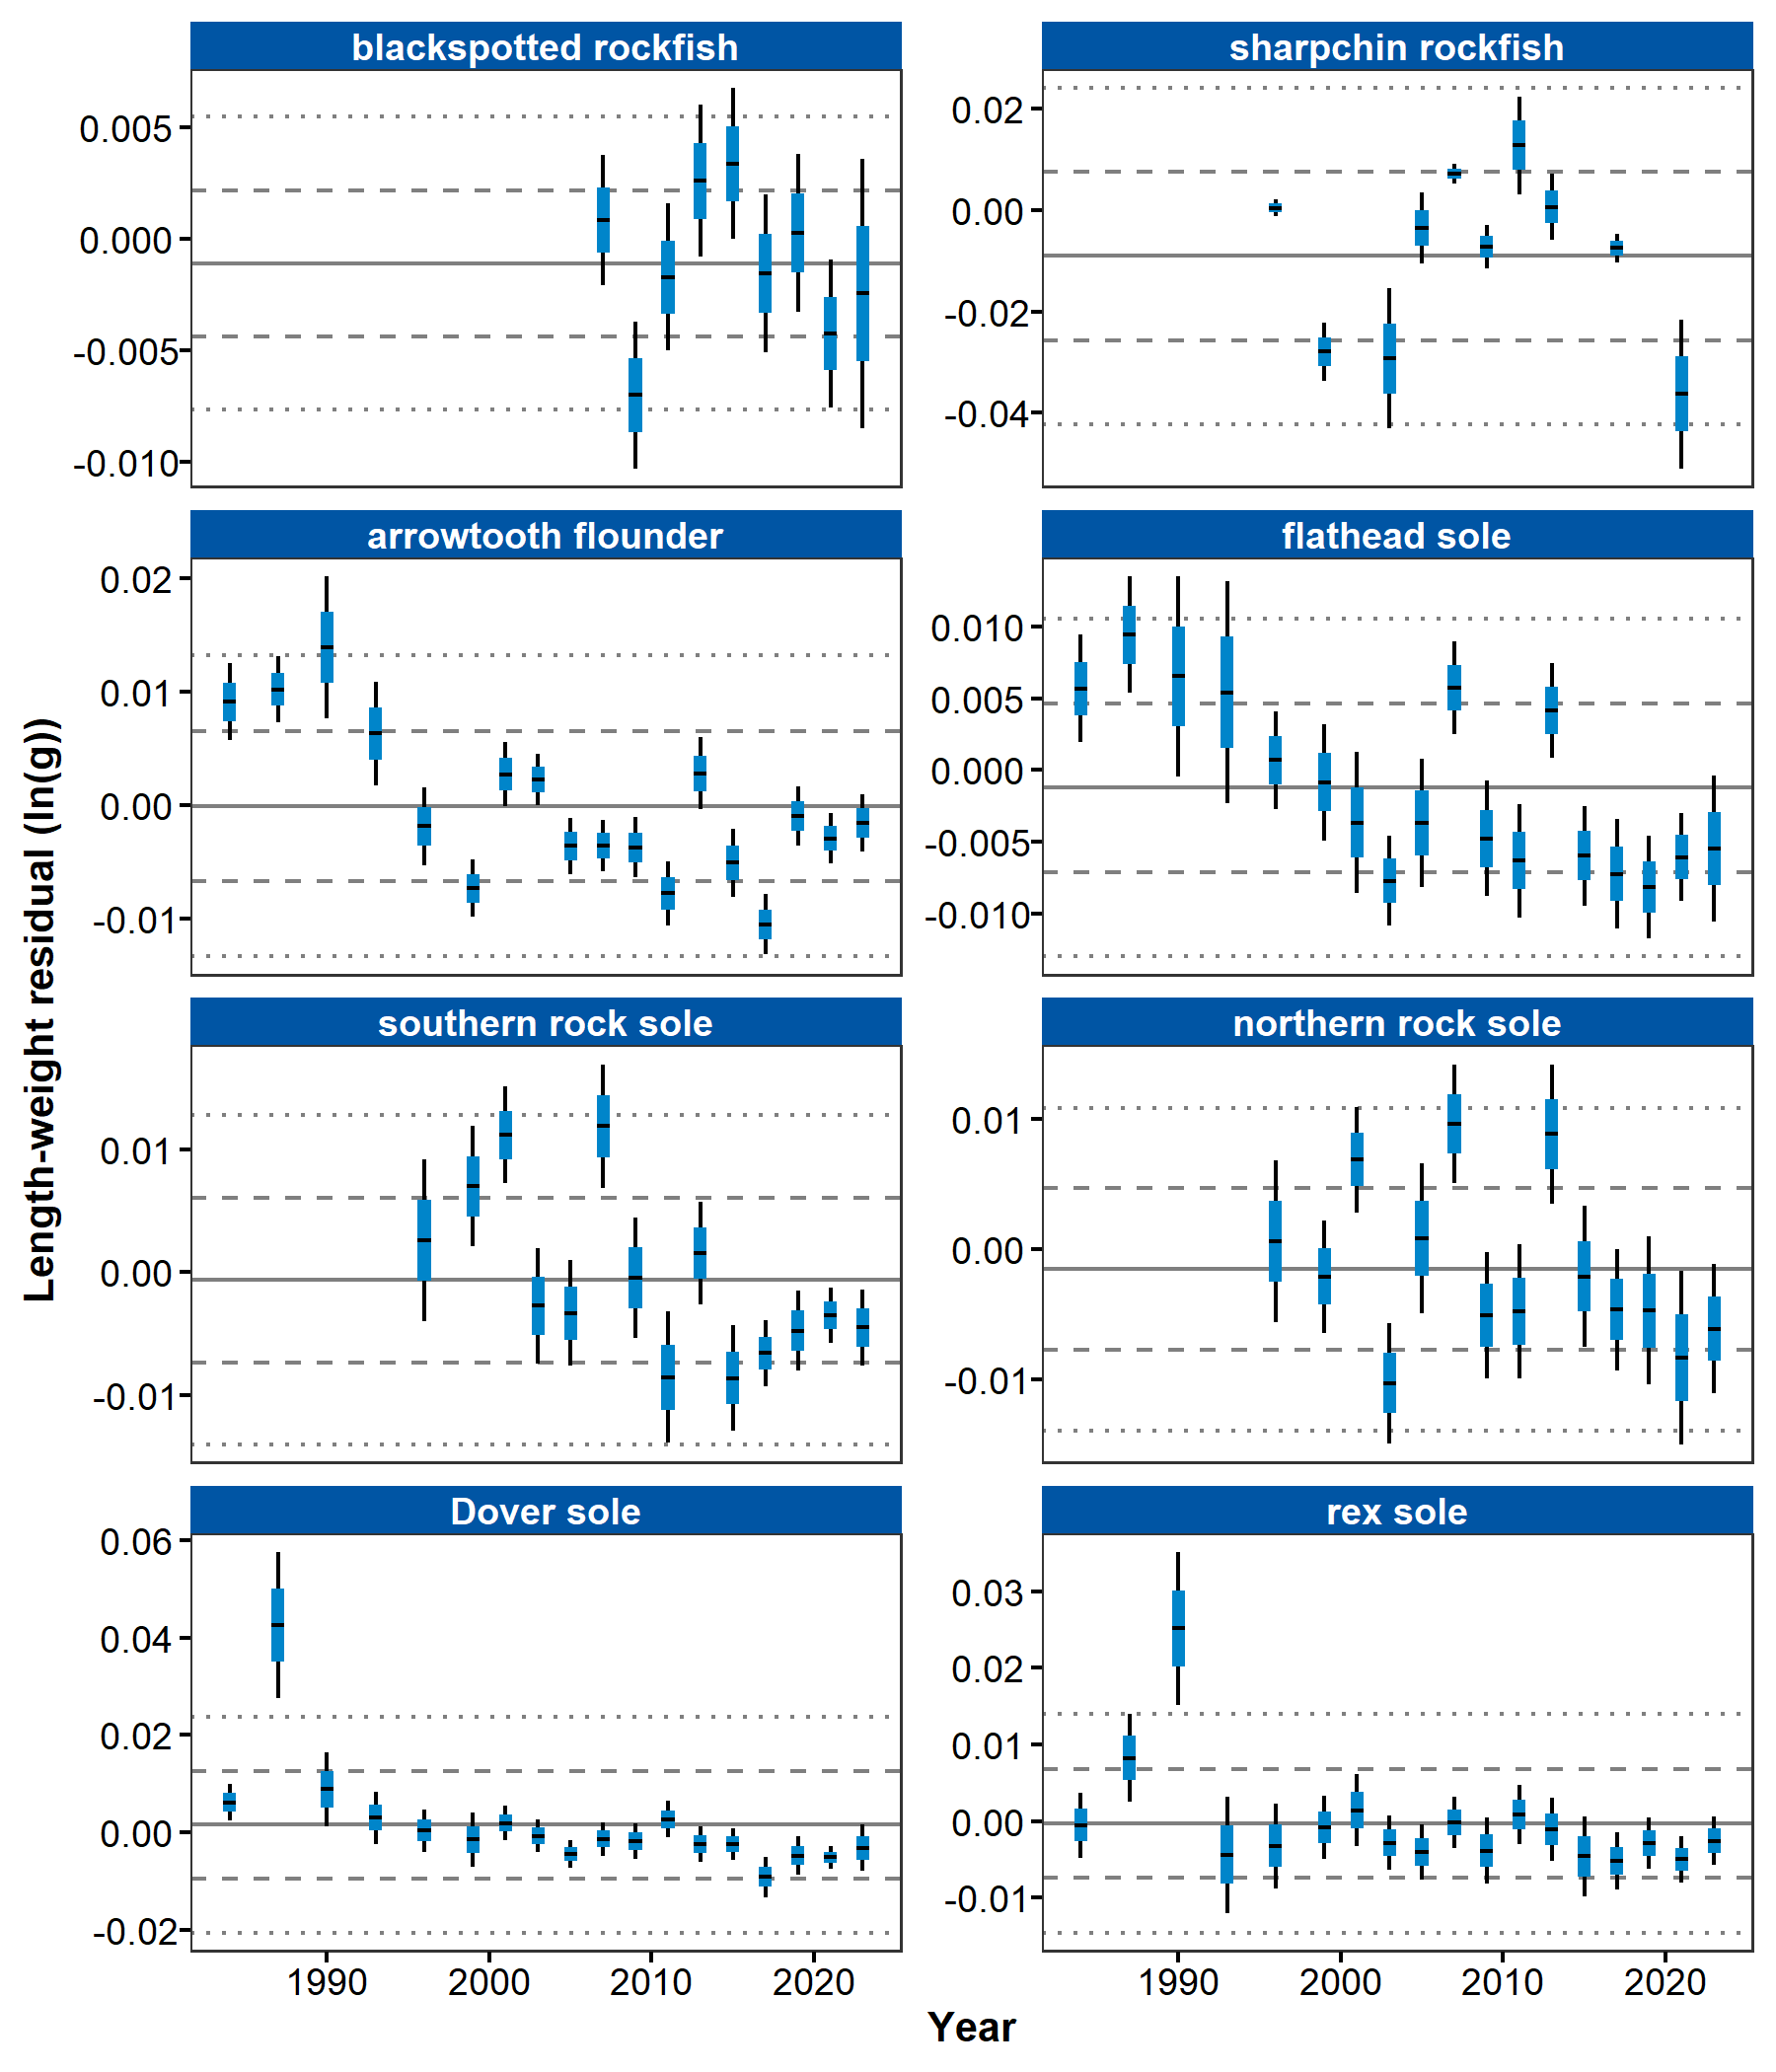 blackspotted rockfish
sharpchin rockfish
0.005
0.000
-0.005
-0.010
0.02
0.00
-0.02
-0.04
arrowtooth flounder
flathead sole
0.02
0.01
0.00
-0.01
0.010
0.005
0.000
-0.005
-0.010
southern rock sole
northern rock sole
0.01
0.00
-0.01
0.01
0.00
-0.01
Dover sole
rex sole
0.06
0.04
0.02
0.00
-0.02
0.03
0.02
0.01
0.00
-0.01
1990 2000 2010 2020
1990 2000 2010 2020
Year
Length-weight residual (ln(g))